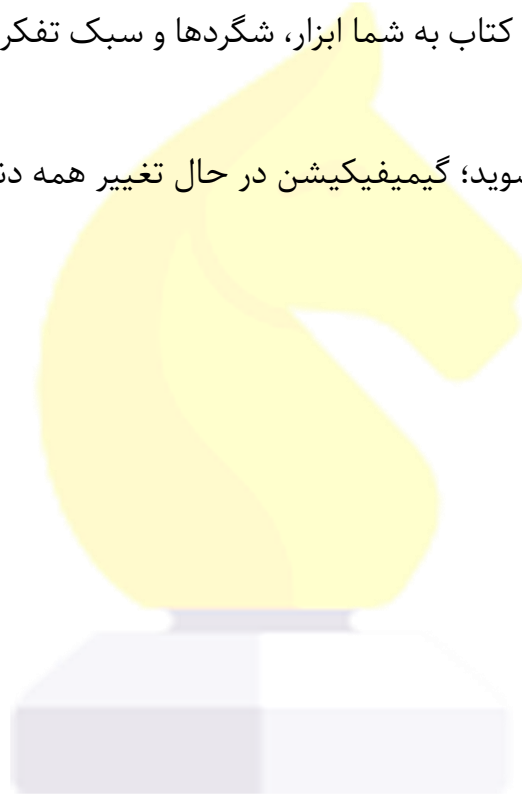 کتاب به شما ابزار، شگردها و سبک تفکر
گیمیفیکیشن در حال تغییر همه